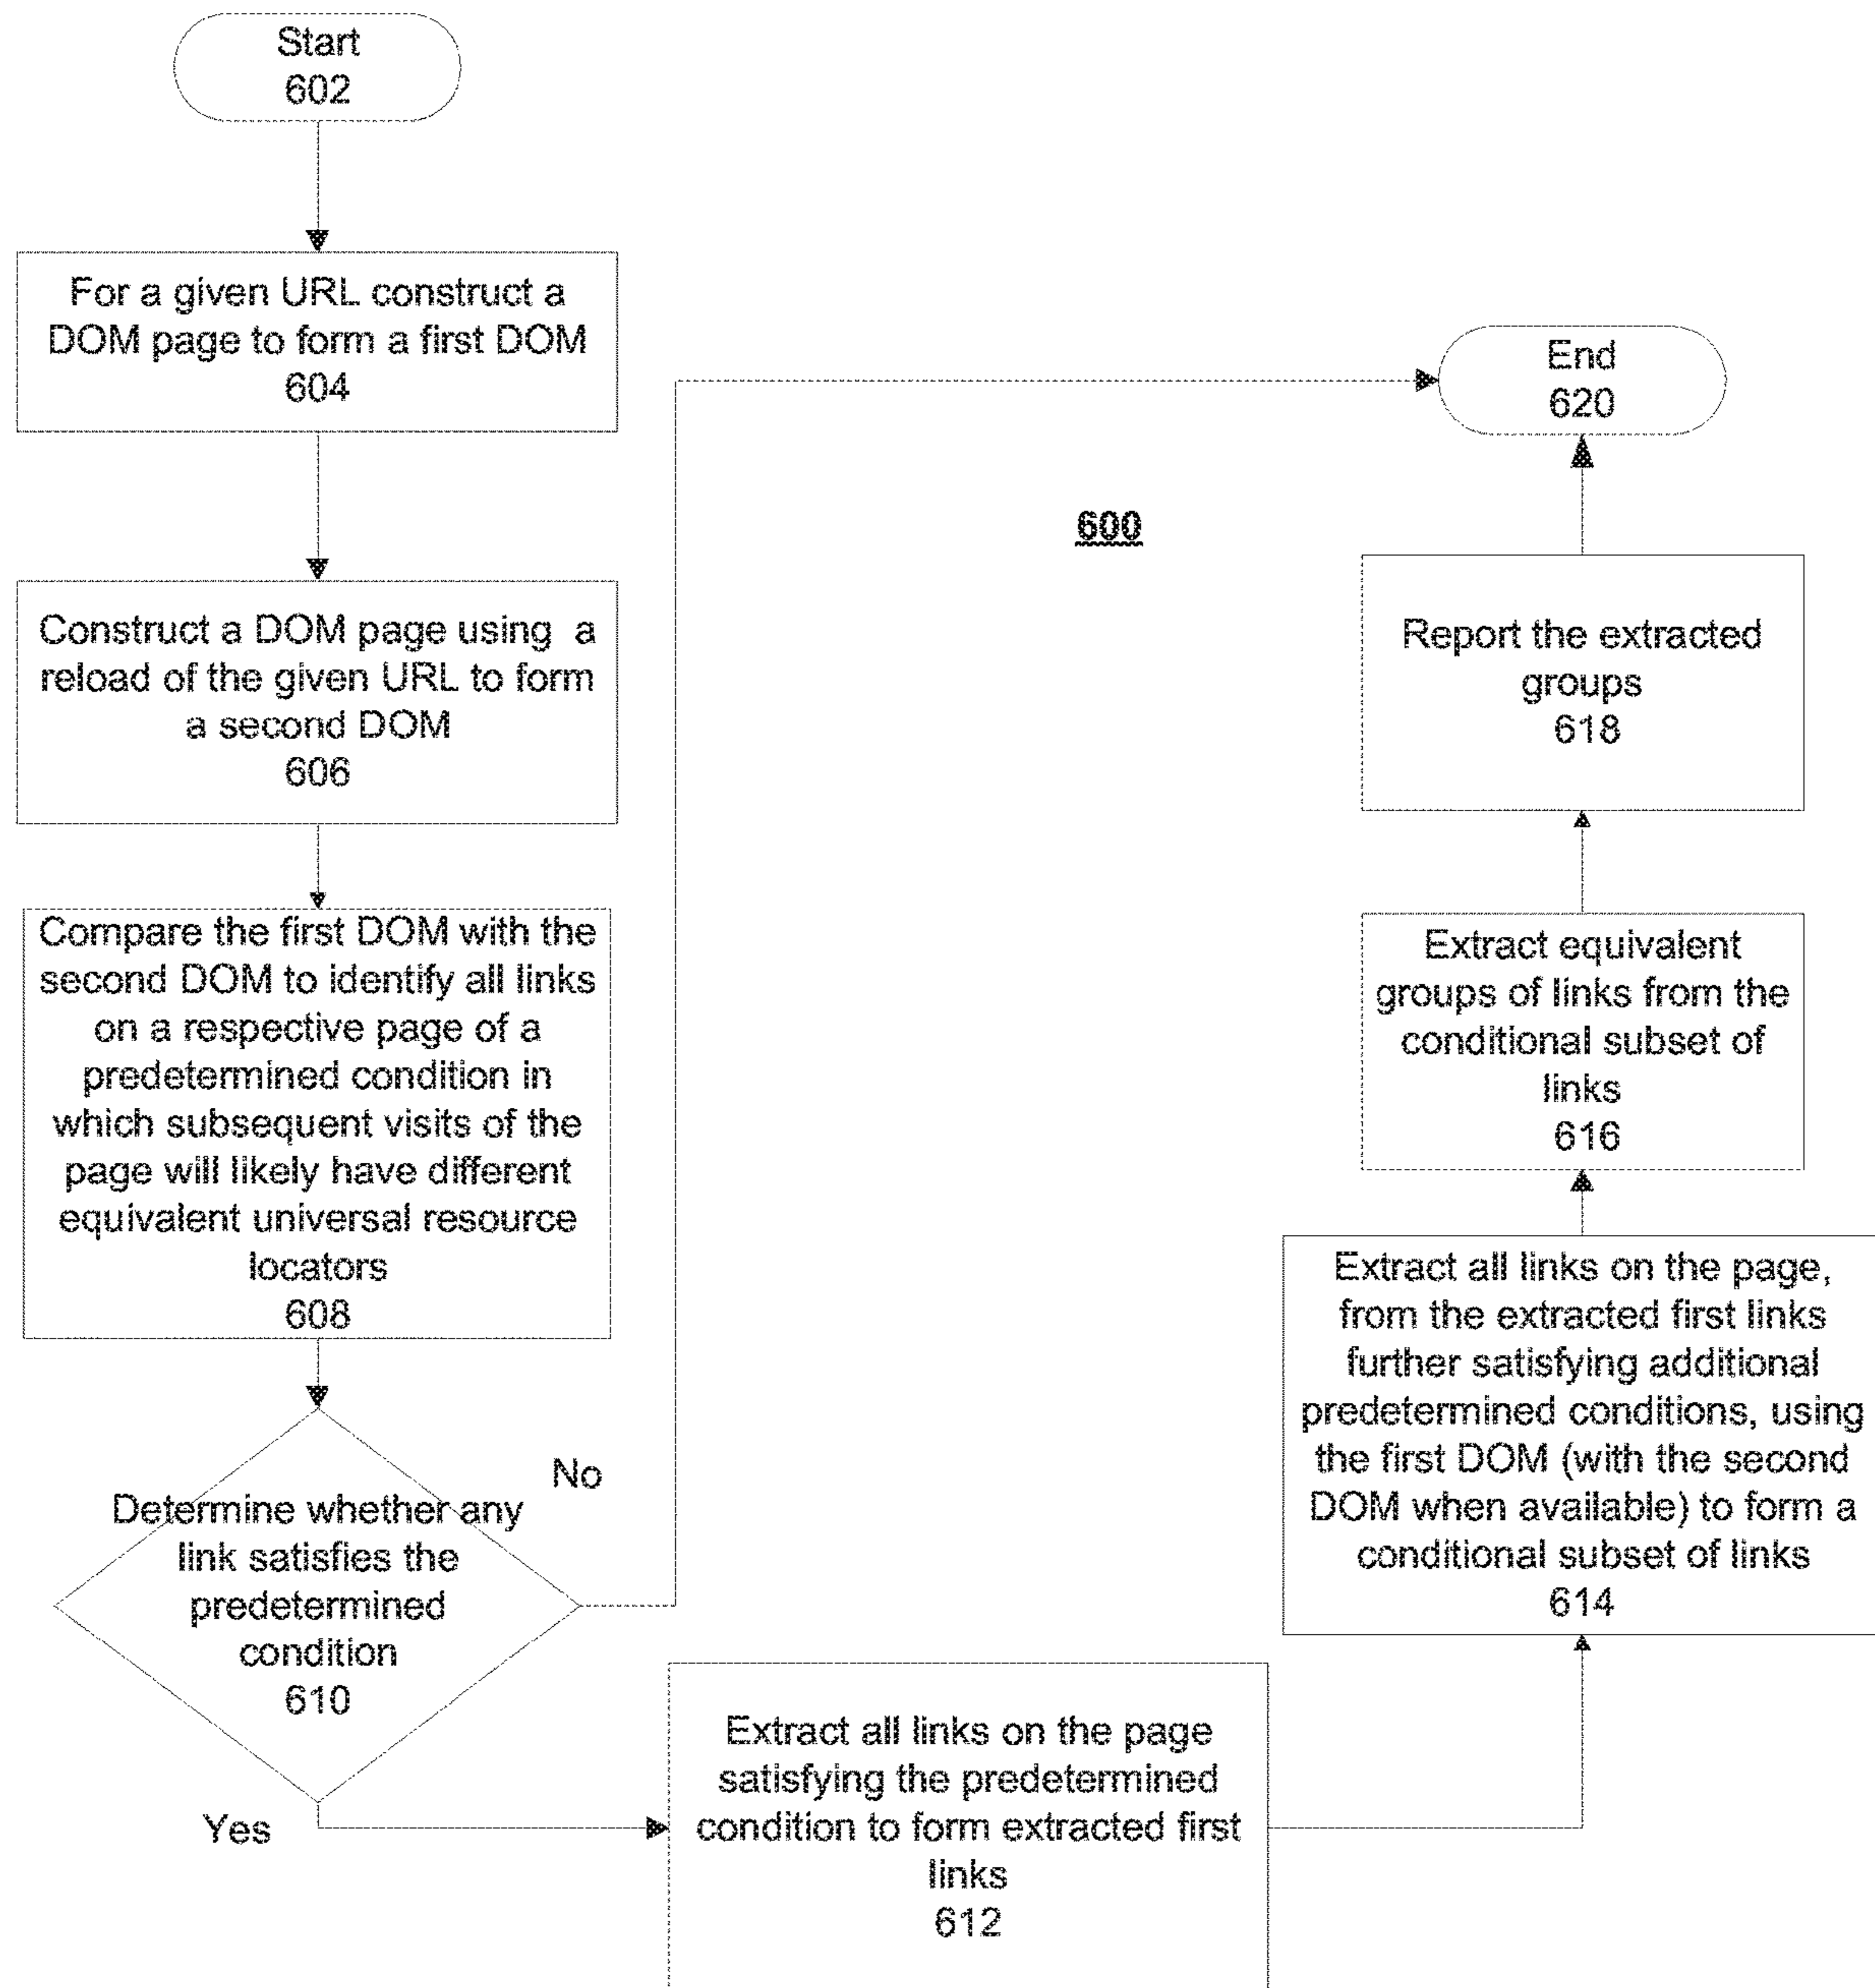 Start
602
For a given URL construct a
DOM page to form a first DOM
604
Construct a DOM page using a
reload of the given URL to form
a second DOM
606
Compare the first DOM with the
second DOM to identify all links
on a respective page of a
predetermined condition in
which subsequent visits of the
page will likely have different
equivalent universal resource
locators
608
Determine whether any
link satisfies the
predetermined
condition
610
No
Yes
Extract all links on the page
satisfying the predetermined
condition to form extracted first
links
612
Extract all links on the page,
from the extracted first links
further satisfying additional
predetermined conditions, using
the first DOM (with the second
DOM when available) to form a
conditional subset of links
614
Extract equivalent
groups of links from the
conditional subset of
links
616
Report the extracted
groups
618
End
620
600